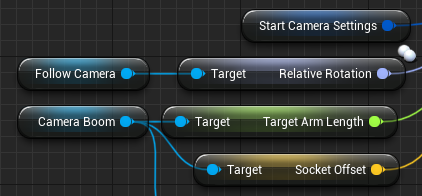 Start Camera Settings
Follow Camera
Target Relative Rotation
Camera Boom
Target Target Arm Length
Target Socket Offset